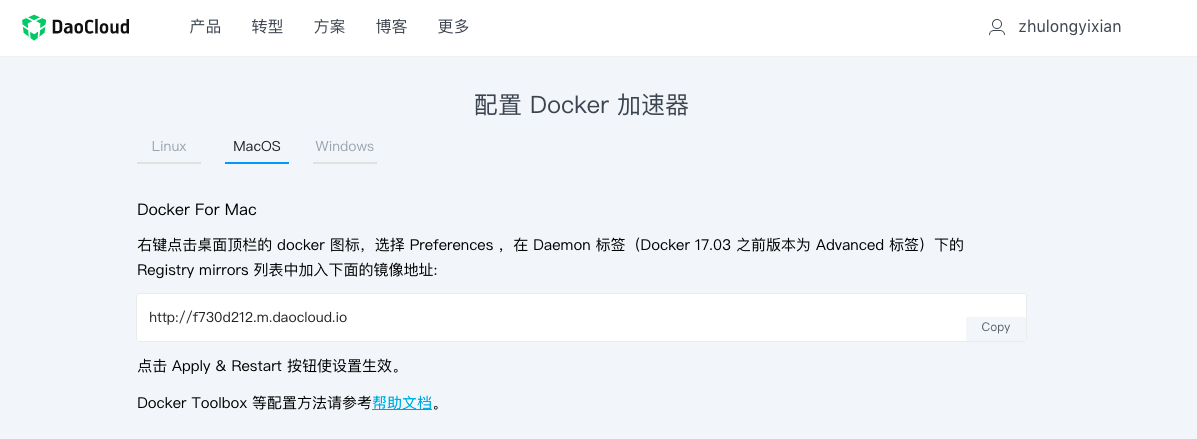 DaoCloud 产品 转型 方案 博客 更多 zhulongyixian
配置 Docker 加速器
Linux MacOS Windows
Docker For Mac
右键点击桌面顶栏的 docker 图标，选择 Preferences ，在 Daemon 标签（Docker 17.03 之前版本为 Advanced 标签）下的
Registry mirrors 列表中加入下面的镜像地址:
http://f730d212.m.daocloud.io
Copy
点击 Apply & Restart 按钮使设置生效。
Docker Toolbox 等配置方法请参考帮助文档。